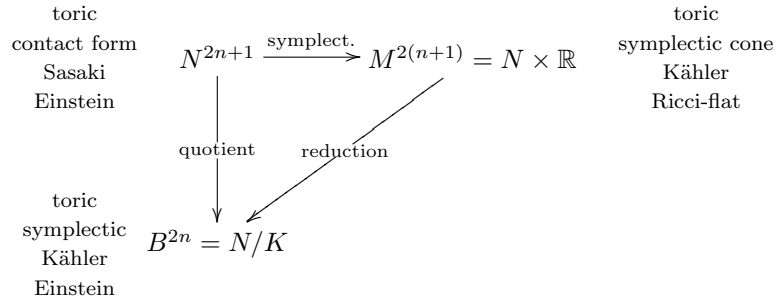 toric
contact form
Sasaki
Einstein
N^{2n+1}
symplect.
M^{2(n+1)} = N × ℝ
toric
symplectic cone
Kähler
Ricci-flat
quotient
reduction
toric
symplectic
Kähler
Einstein
B^{2n} = N/K